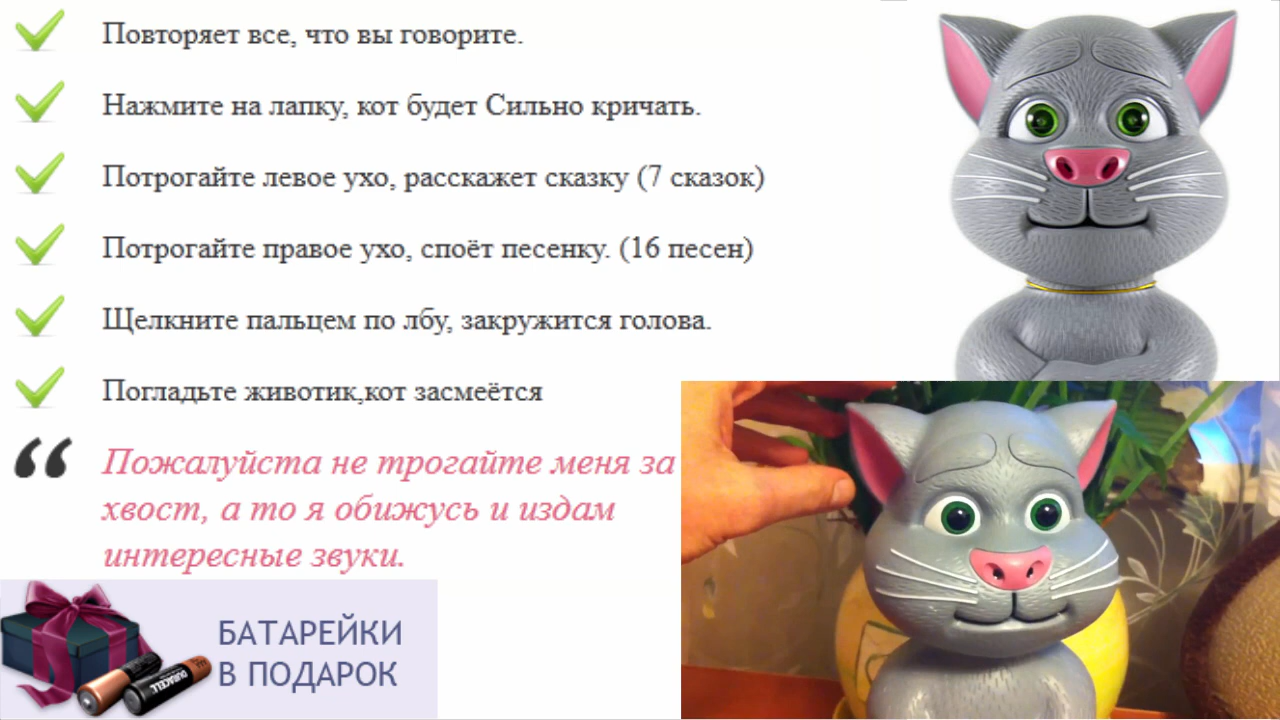 Повторяет все, что вы говорите.
Нажмите на лапку, кот будет Сильно кричать.
Потрогайте левое ухо, расскажет сказку (7 сказок)
Потрогайте правое ухо, споёт песенку. (16 песен)
Щелкните пальцем по лбу, закружится голова.
Погладьте животик,кот засмеётся
“ Пожалуйста не трогайте меня за
хвост, а то я обижусь и издам
интересные звуки.
БАТАРЕЙКИ
В ПОДАРОК
DURACELL